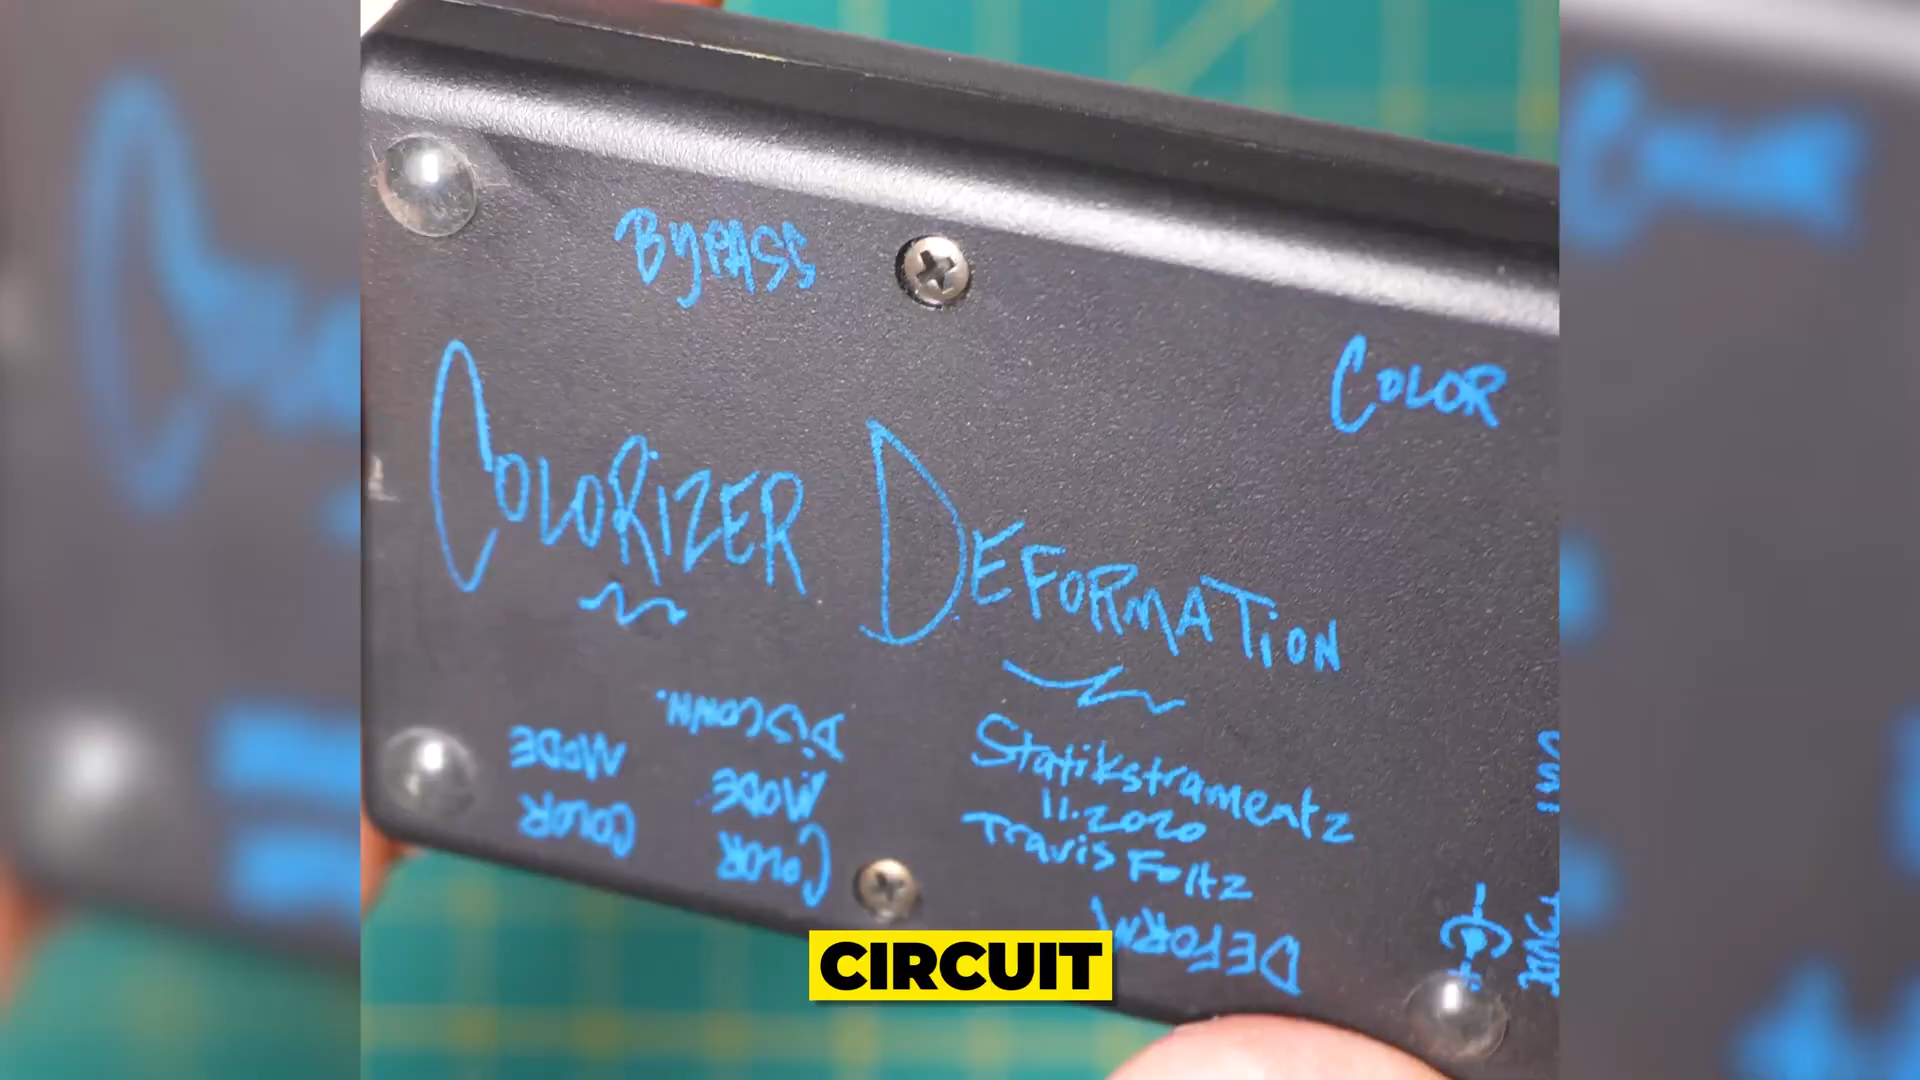 BYPASS
COLOR
COLORiZER DEFORMATiON
DiSCONN.
MODE
COLOR
MODE
COLOR
Statikstramentz
11.2020
Travis Foltz
DEFORM
CIRCUIT